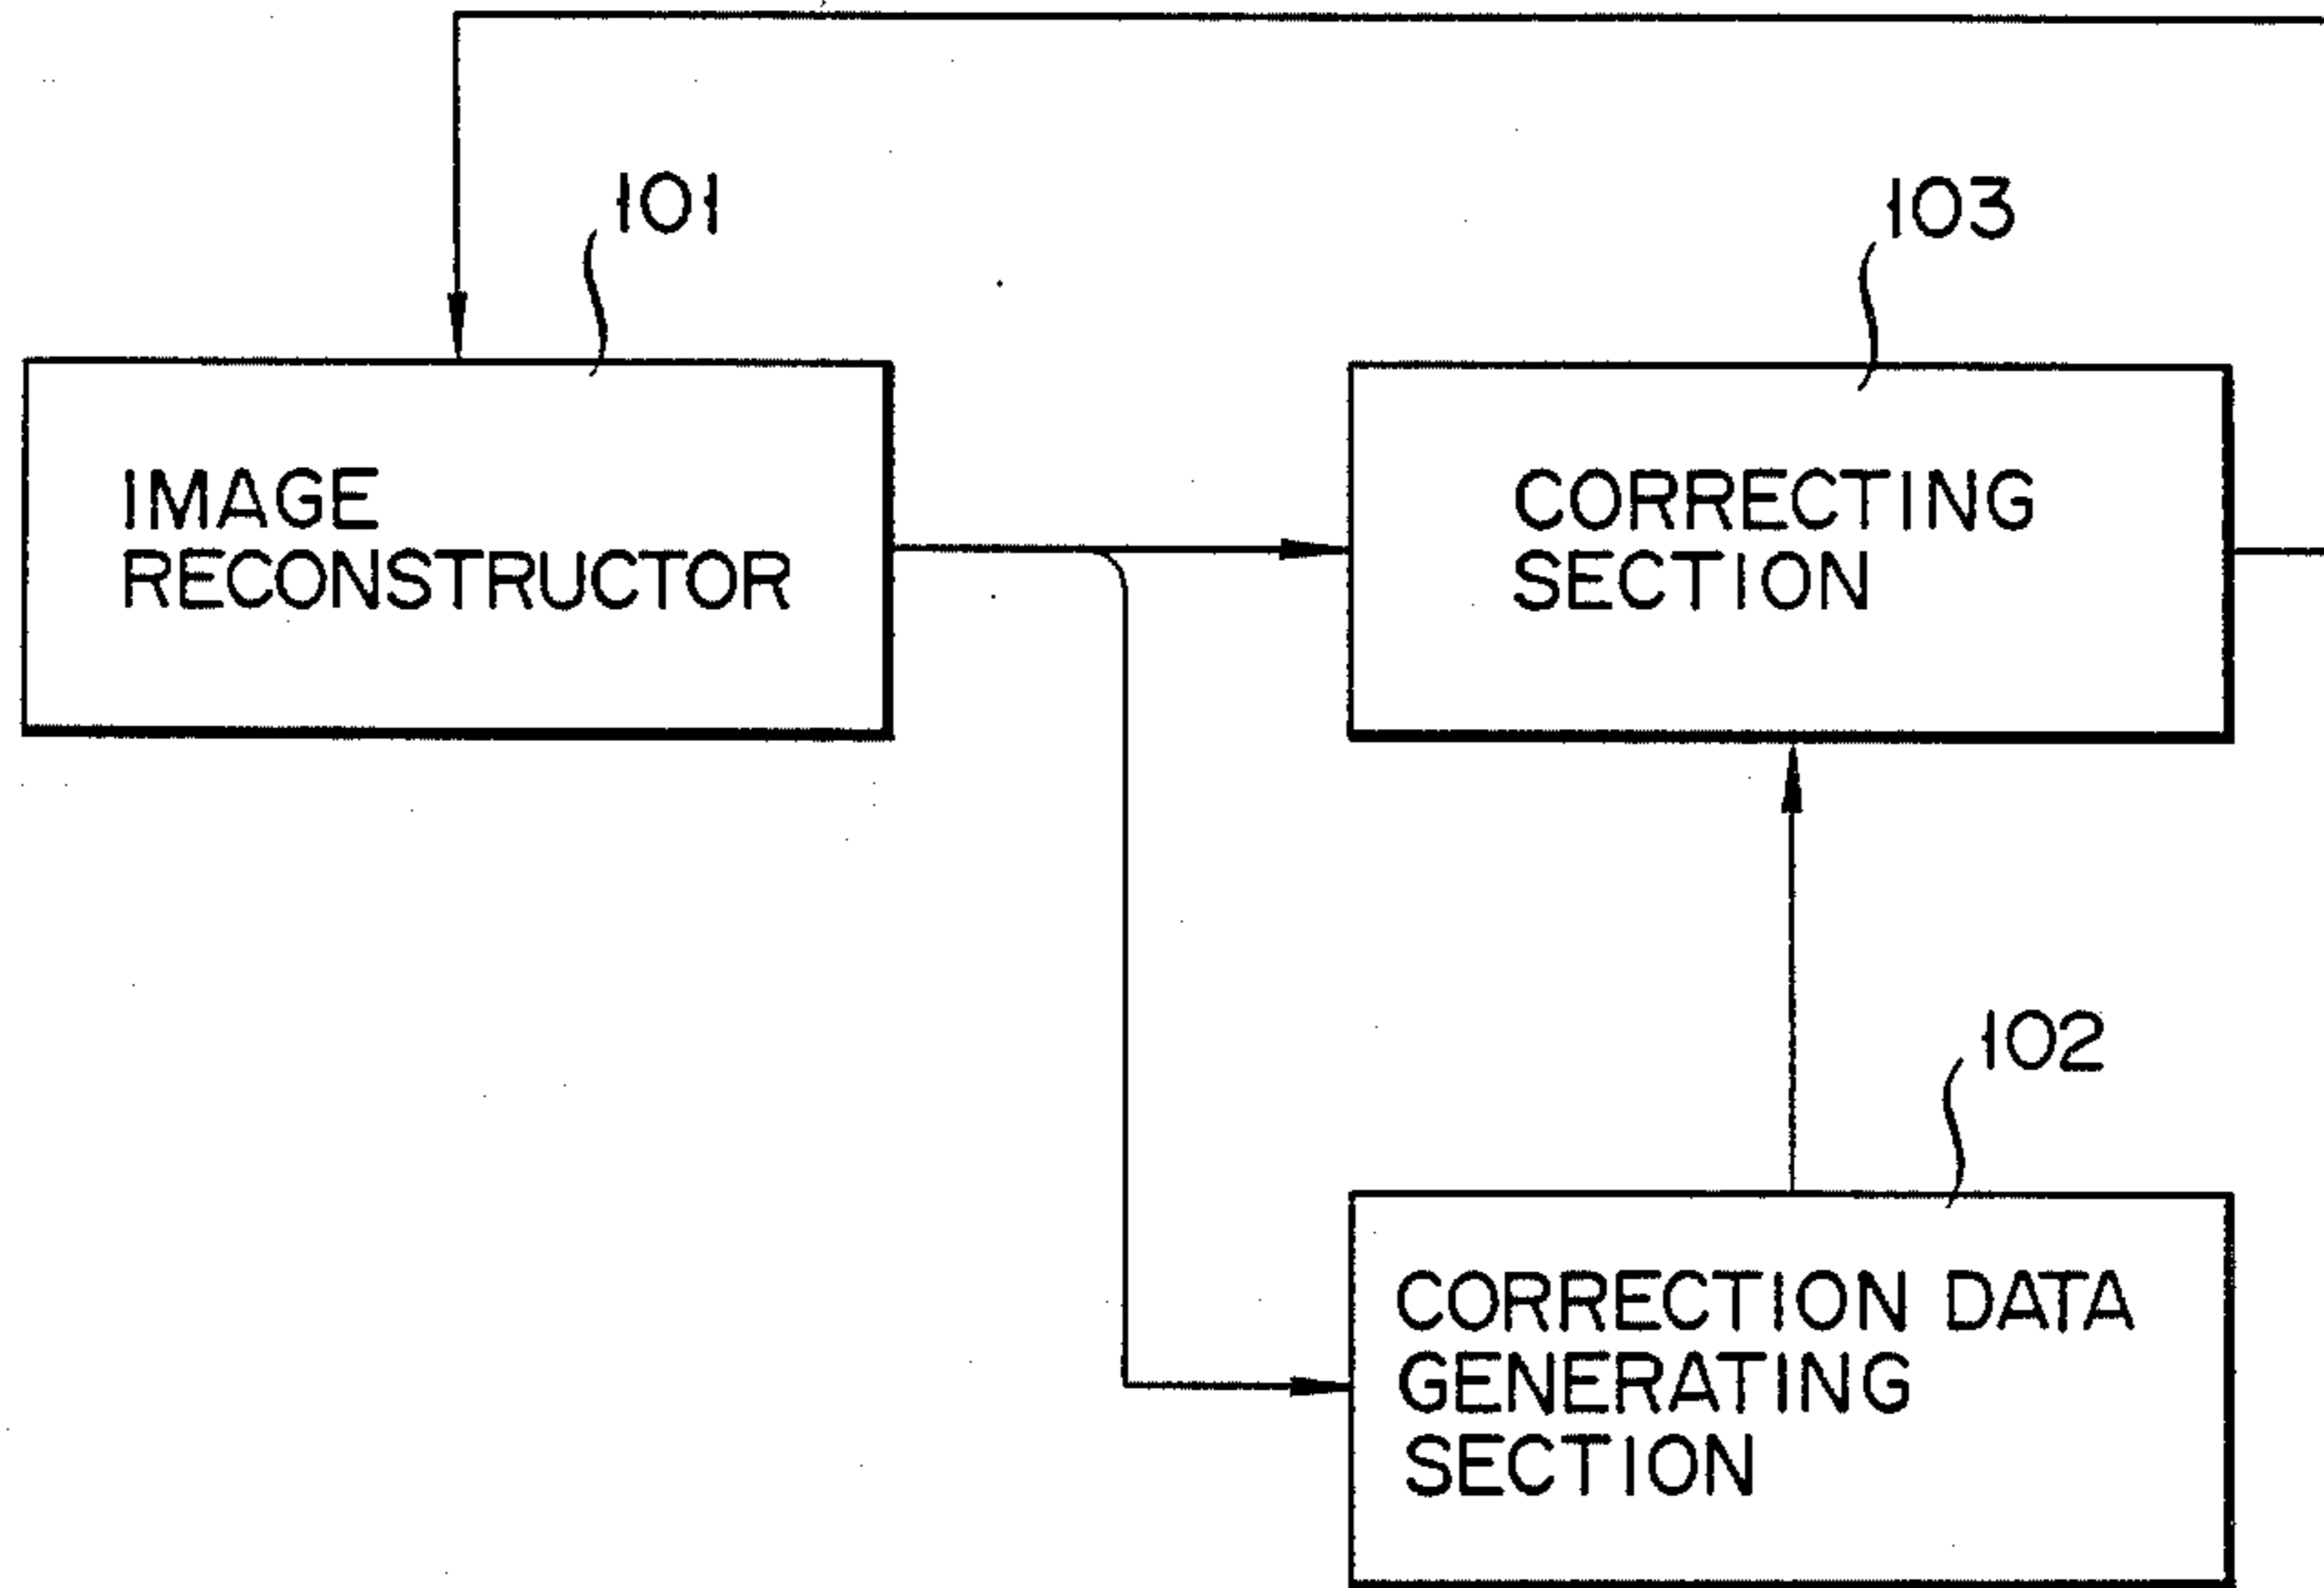 101
103
IMAGE
RECONSTRUCTOR
CORRECTING
SECTION
102
CORRECTION DATA
GENERATING
SECTION